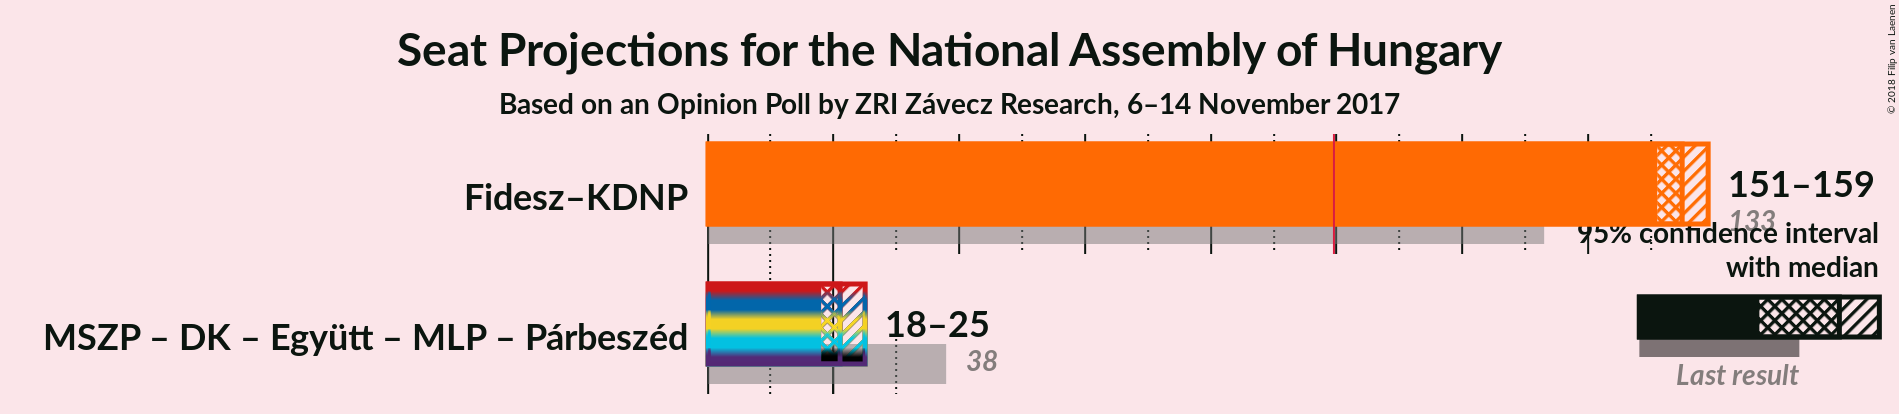 Seat Projections for the National Assembly of Hungary
Based on an Opinion Poll by ZRI Závecz Research, 6–14 November 2017
© 2018 Filip van Laenen
Fidesz–KDNP
151–159
133
95% confidence interval
with median
MSZP – DK – Együtt – MLP – Párbeszéd
18–25
38
Last result